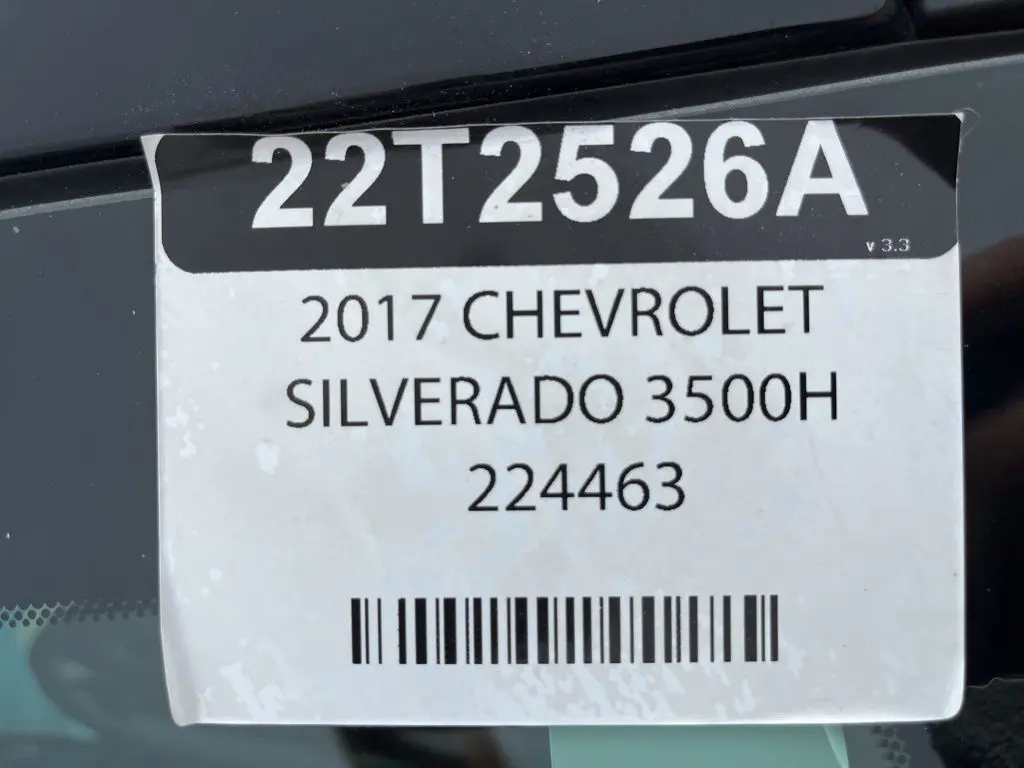 22T2526A
v 3.3
2017 CHEVROLET
SILVERADO 3500H
224463